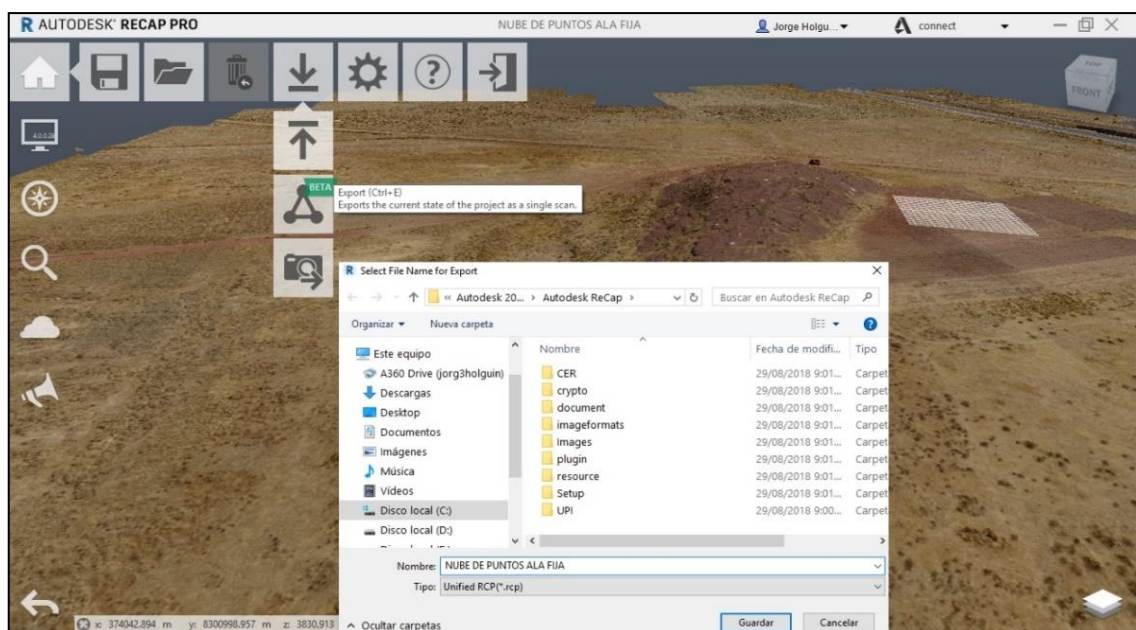 R AUTODESK® RECAP PRO
NUBE DE PUNTOS ALA FIJA
Jorge Holgu...
connect
FRONT
4.0.0.28
BETA
Export (Ctrl+E)
Exports the current state of the project as a single scan.
R Select File Name for Export
« Autodesk 20... › Autodesk ReCap ›
Buscar en Autodesk ReCap
Organizar
Nueva carpeta
Este equipo
A360 Drive (jorg3holguin)
Descargas
Desktop
Documentos
Imágenes
Música
Vídeos
Disco local (C:)
Disco local (D:)
Nombre
Fecha de modifi...
Tipo
CER
29/08/2018 9:01...
Carpet
crypto
29/08/2018 9:01...
Carpet
document
29/08/2018 9:01...
Carpet
imageformats
29/08/2018 9:01...
Carpet
Images
29/08/2018 9:01...
Carpet
plugin
29/08/2018 9:01...
Carpet
resource
29/08/2018 9:01...
Carpet
Setup
29/08/2018 9:01...
Carpet
UPI
29/08/2018 9:00...
Carpet
Nombre: NUBE DE PUNTOS ALA FIJA
Tipo: Unified RCP(*.rcp)
Ocultar carpetas
Guardar
Cancelar
x: 374042.894 m y: 8300998.957 m z: 3830.913